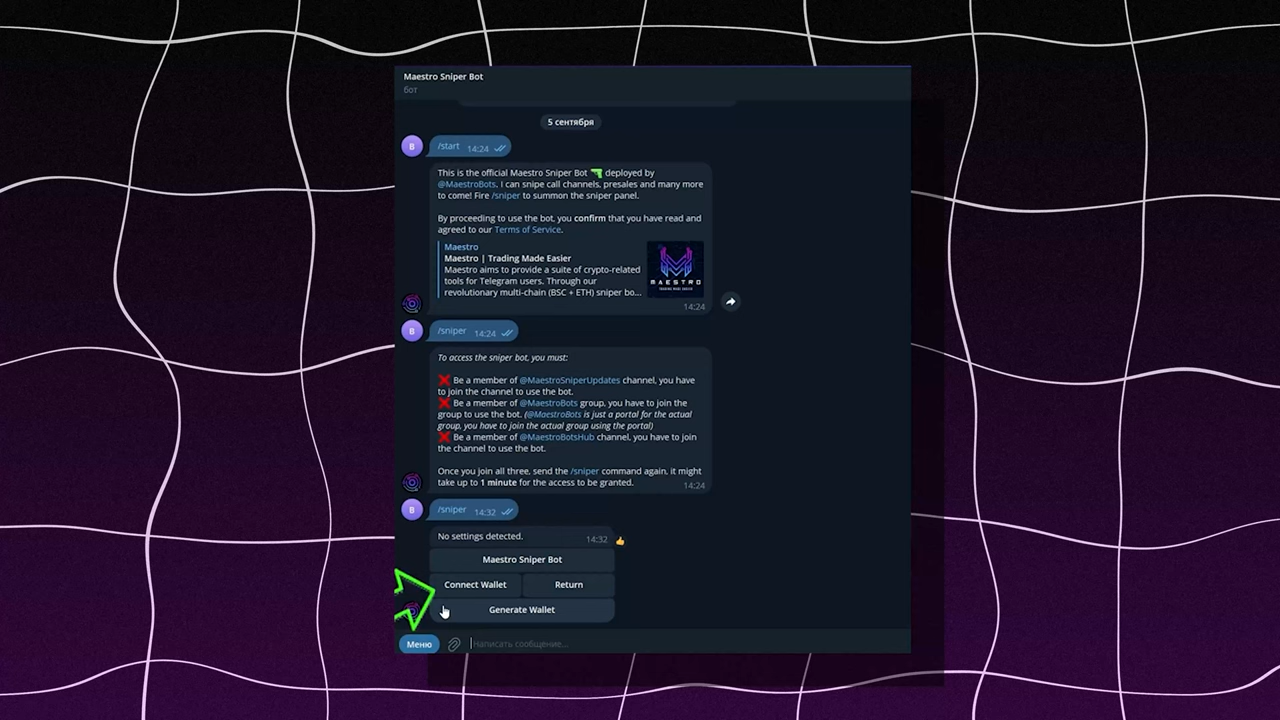 Maestro Sniper Bot
бот
5 сентября
B
/start 14:24
This is the official Maestro Sniper Bot deployed by
@MaestroBots. I can snipe call channels, presales and many more
to come! Fire /sniper to summon the sniper panel.
By proceeding to use the bot, you confirm that you have read and
agreed to our Terms of Service.
Maestro
Maestro | Trading Made Easier
Maestro aims to provide a suite of crypto-related
tools for Telegram users. Through our
revolutionary multi-chain (BSC + ETH) sniper bo...
MAESTRO
TRADING MADE EASIER
14:24
B
/sniper 14:24
To access the sniper bot, you must:
❌ Be a member of @MaestroSniperUpdates channel, you have
to join the channel to use the bot.
❌ Be a member of @MaestroBots group, you have to join the
group to use the bot. (@MaestroBots is just a portal for the actual
group, you have to join the actual group using the portal)
❌ Be a member of @MaestroBotsHub channel, you have to join
the channel to use the bot.
Once you join all three, send the /sniper command again, it might
take up to 1 minute for the access to be granted.
14:24
B
/sniper 14:32
No settings detected. 14:32
Maestro Sniper Bot
Connect Wallet Return
Generate Wallet
Меню Написать сообщение...